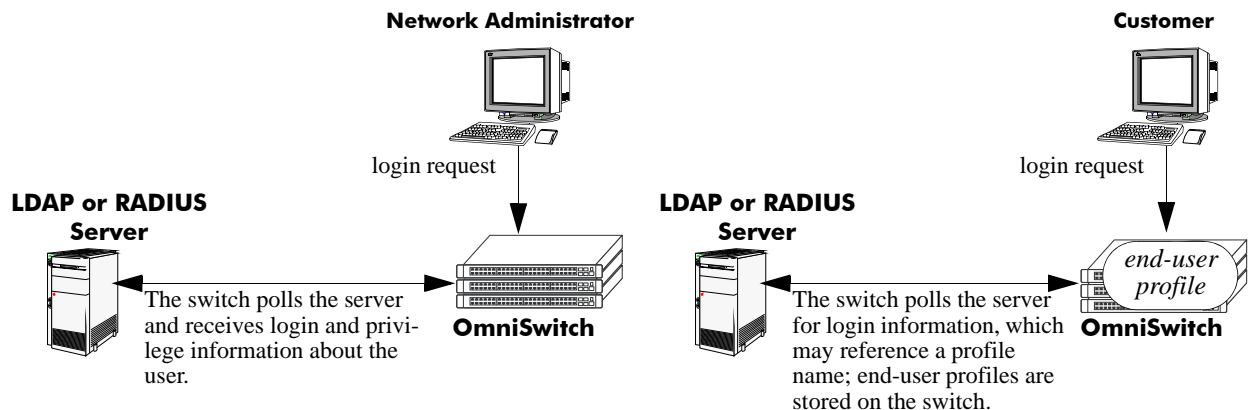 Network Administrator
login request
LDAP or RADIUS
Server
The switch polls the server
and receives login and privi-
lege information about the
user.
OmniSwitch
Customer
login request
LDAP or RADIUS
Server
end-user
profile
The switch polls the server
for login information, which
may reference a profile
name; end-user profiles are
stored on the switch.
OmniSwitch